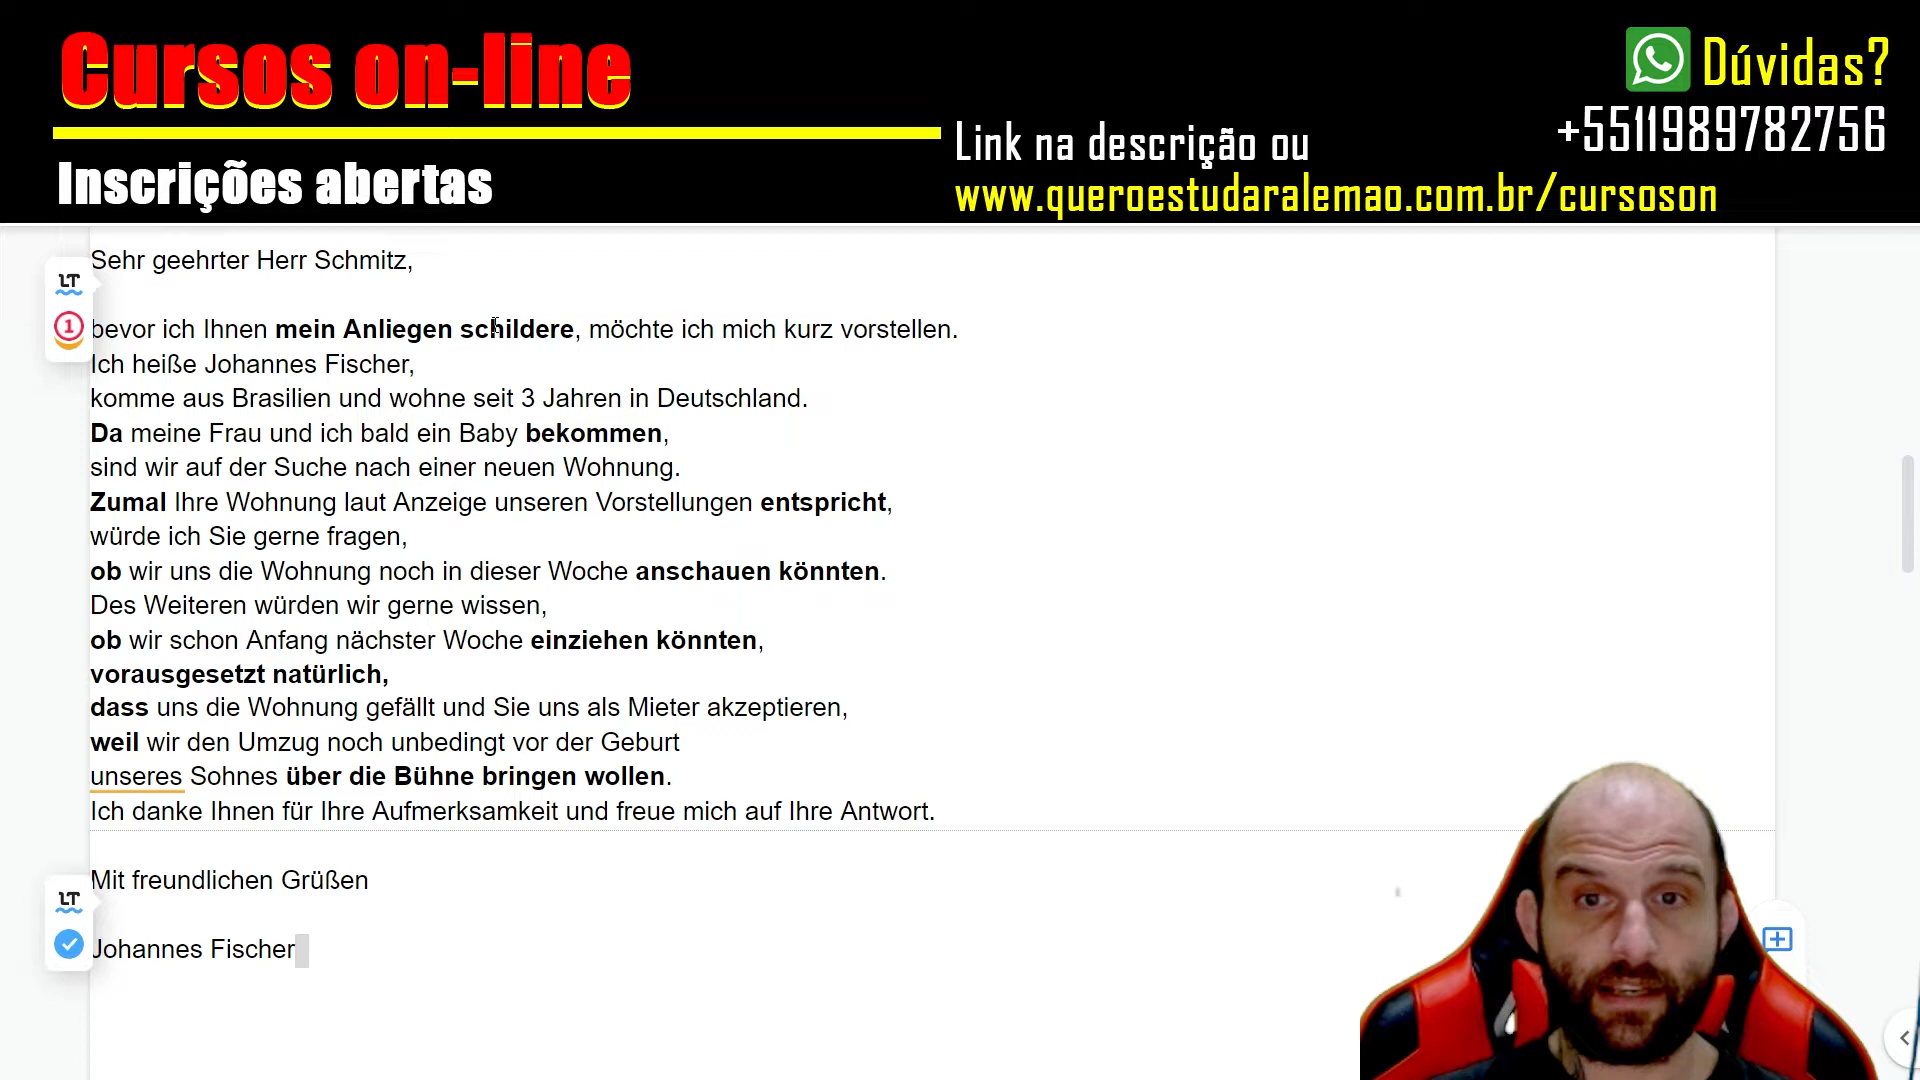 Cursos on-line
Dúvidas?
+5511989782756
Link na descrição ou
Inscrições abertas
www.queroestudaralemao.com.br/cursoson
Sehr geehrter Herr Schmitz,
LT
1
bevor ich Ihnen mein Anliegen schildere, möchte ich mich kurz vorstellen.
Ich heiße Johannes Fischer,
komme aus Brasilien und wohne seit 3 Jahren in Deutschland.
Da meine Frau und ich bald ein Baby bekommen,
sind wir auf der Suche nach einer neuen Wohnung.
Zumal Ihre Wohnung laut Anzeige unseren Vorstellungen entspricht,
würde ich Sie gerne fragen,
ob wir uns die Wohnung noch in dieser Woche anschauen könnten.
Des Weiteren würden wir gerne wissen,
ob wir schon Anfang nächster Woche einziehen könnten,
vorausgesetzt natürlich,
dass uns die Wohnung gefällt und Sie uns als Mieter akzeptieren,
weil wir den Umzug noch unbedingt vor der Geburt
unseres Sohnes über die Bühne bringen wollen.
Ich danke Ihnen für Ihre Aufmerksamkeit und freue mich auf Ihre Antwort.
Mit freundlichen Grüßen
LT
Johannes Fischer